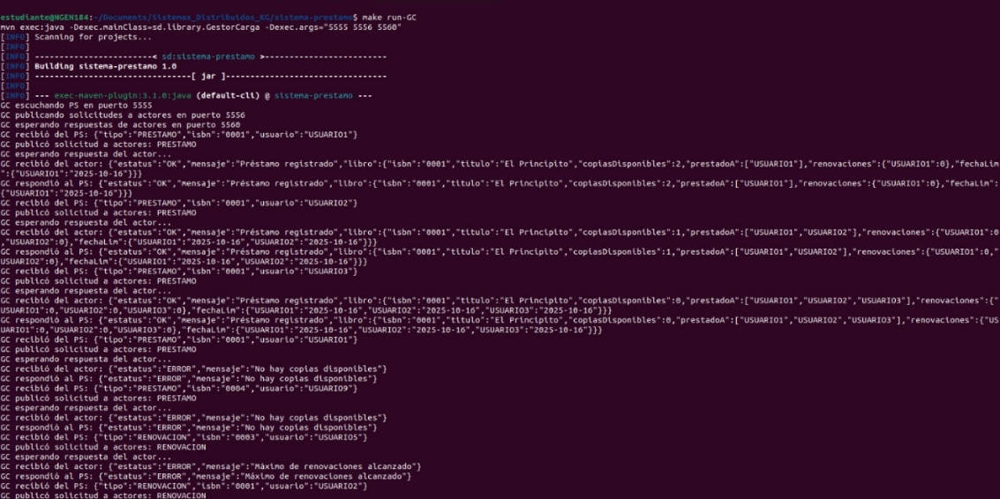 estudiante@NGEN184:~/Documents/Sistemas_Distribuidos_KG/sistema-prestamo$ make run-GC
mvn exec:java -Dexec.mainClass=sd.library.GestorCarga -Dexec.args="5555 5556 5560"
[INFO] Scanning for projects...
[INFO]
[INFO] ------------------------< sd:sistema-prestamo >-------------------------
[INFO] Building sistema-prestamo 1.0
[INFO] --------------------------------[ jar ]---------------------------------
[INFO]
[INFO] --- exec-maven-plugin:3.1.0:java (default-cli) @ sistema-prestamo ---
GC escuchando PS en puerto 5555
GC publicando solicitudes a actores en puerto 5556
GC esperando respuestas de actores en puerto 5560
GC recibió del PS: {"tipo":"PRESTAMO","isbn":"0001","usuario":"USUARIO1"}
GC publicó solicitud a actores: PRESTAMO
GC esperando respuesta del actor...
GC recibió del actor: {"estatus":"OK","mensaje":"Préstamo registrado","libro":{"isbn":"0001","titulo":"El Principito","copiasDisponibles":2,"prestadoA":["USUARIO1"],"renovaciones":{"USUARIO1":0},"fechaLim
":{"USUARIO1":"2025-10-16"}}}
GC respondió al PS: {"estatus":"OK","mensaje":"Préstamo registrado","libro":{"isbn":"0001","titulo":"El Principito","copiasDisponibles":2,"prestadoA":["USUARIO1"],"renovaciones":{"USUARIO1":0},"fechaLim":
{"USUARIO1":"2025-10-16"}}}
GC recibió del PS: {"tipo":"PRESTAMO","isbn":"0001","usuario":"USUARIO2"}
GC publicó solicitud a actores: PRESTAMO
GC esperando respuesta del actor...
GC recibió del actor: {"estatus":"OK","mensaje":"Préstamo registrado","libro":{"isbn":"0001","titulo":"El Principito","copiasDisponibles":1,"prestadoA":["USUARIO1","USUARIO2"],"renovaciones":{"USUARIO1":0
,"USUARIO2":0},"fechaLim":{"USUARIO1":"2025-10-16","USUARIO2":"2025-10-16"}}}
GC respondió al PS: {"estatus":"OK","mensaje":"Préstamo registrado","libro":{"isbn":"0001","titulo":"El Principito","copiasDisponibles":1,"prestadoA":["USUARIO1","USUARIO2"],"renovaciones":{"USUARIO1":0,"
USUARIO2":0},"fechaLim":{"USUARIO1":"2025-10-16","USUARIO2":"2025-10-16"}}}
GC recibió del PS: {"tipo":"PRESTAMO","isbn":"0001","usuario":"USUARIO3"}
GC publicó solicitud a actores: PRESTAMO
GC esperando respuesta del actor...
GC recibió del actor: {"estatus":"OK","mensaje":"Préstamo registrado","libro":{"isbn":"0001","titulo":"El Principito","copiasDisponibles":0,"prestadoA":["USUARIO1","USUARIO2","USUARIO3"],"renovaciones":{"
USUARIO1":0,"USUARIO2":0,"USUARIO3":0},"fechaLim":{"USUARIO1":"2025-10-16","USUARIO2":"2025-10-16","USUARIO3":"2025-10-16"}}}
GC respondió al PS: {"estatus":"OK","mensaje":"Préstamo registrado","libro":{"isbn":"0001","titulo":"El Principito","copiasDisponibles":0,"prestadoA":["USUARIO1","USUARIO2","USUARIO3"],"renovaciones":{"US
UARIO1":0,"USUARIO2":0,"USUARIO3":0},"fechaLim":{"USUARIO1":"2025-10-16","USUARIO2":"2025-10-16","USUARIO3":"2025-10-16"}}}
GC recibió del PS: {"tipo":"PRESTAMO","isbn":"0001","usuario":"USUARIO1"}
GC publicó solicitud a actores: PRESTAMO
GC esperando respuesta del actor...
GC recibió del actor: {"estatus":"ERROR","mensaje":"No hay copias disponibles"}
GC respondió al PS: {"estatus":"ERROR","mensaje":"No hay copias disponibles"}
GC recibió del PS: {"tipo":"PRESTAMO","isbn":"0004","usuario":"USUARIO9"}
GC publicó solicitud a actores: PRESTAMO
GC esperando respuesta del actor...
GC recibió del actor: {"estatus":"ERROR","mensaje":"No hay copias disponibles"}
GC respondió al PS: {"estatus":"ERROR","mensaje":"No hay copias disponibles"}
GC recibió del PS: {"tipo":"RENOVACION","isbn":"0003","usuario":"USUARIO5"}
GC publicó solicitud a actores: RENOVACION
GC esperando respuesta del actor...
GC recibió del actor: {"estatus":"ERROR","mensaje":"Máximo de renovaciones alcanzado"}
GC respondió al PS: {"estatus":"ERROR","mensaje":"Máximo de renovaciones alcanzado"}
GC recibió del PS: {"tipo":"RENOVACION","isbn":"0001","usuario":"USUARIO2"}
GC publicó solicitud a actores: RENOVACION